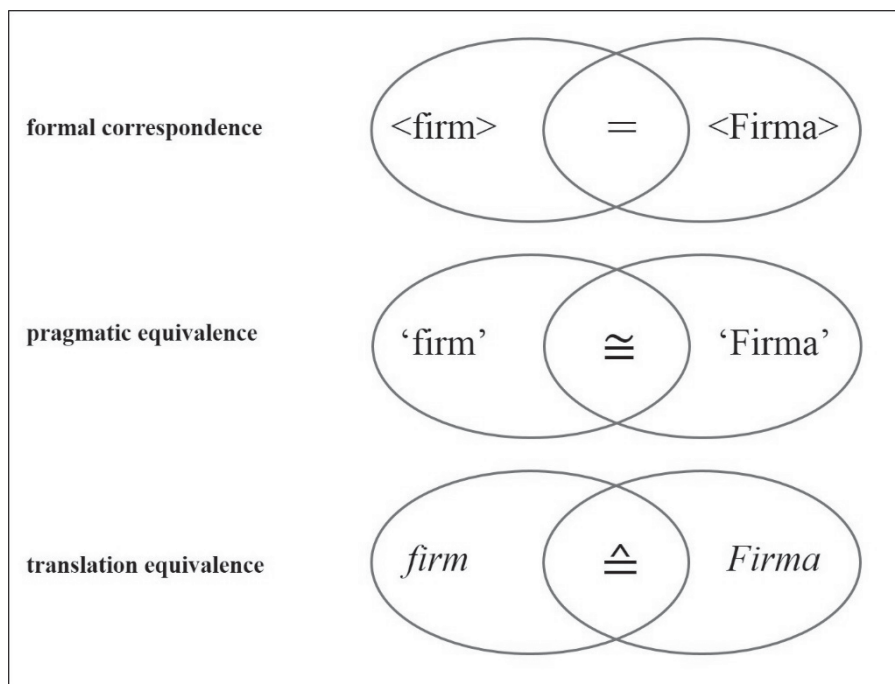 formal correspondence <firm> = <Firma>
pragmatic equivalence ‘firm’ ≅ ‘Firma’
translation equivalence firm ≙ Firma